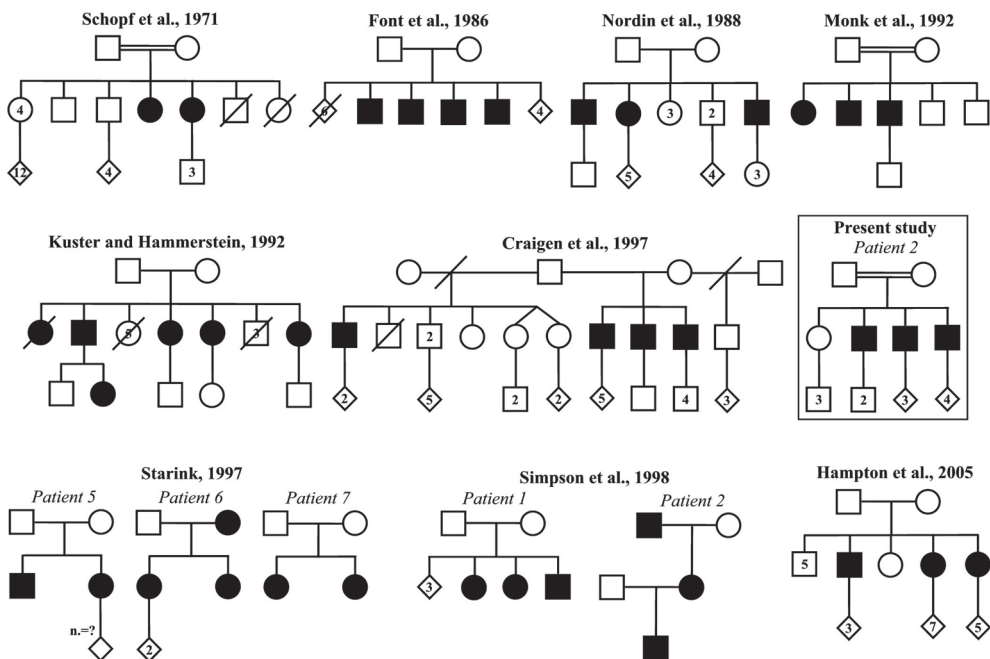 Schopf et al., 1971
Font et al., 1986
Nordin et al., 1988
Monk et al., 1992
4
12
4
3
6
4
3
2
5
4
3
Kuster and Hammerstein, 1992
Craigen et al., 1997
Present study
Patient 2
5
3
2
2
5
2
2
5
4
3
3
2
3
4
Starink, 1997
Simpson et al., 1998
Hampton et al., 2005
Patient 5
Patient 6
Patient 7
Patient 1
Patient 2
n.=?
2
3
5
3
7
5